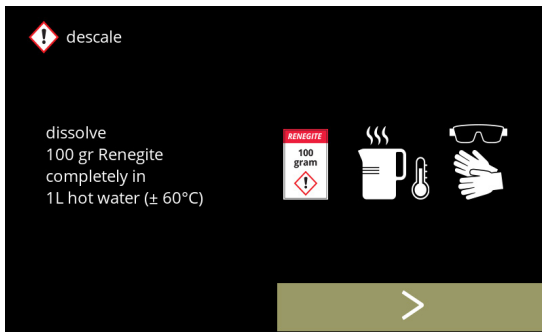 descale
dissolve
100 gr Renegite
completely in
1L hot water (± 60°C)
RENEGITE
100
gram